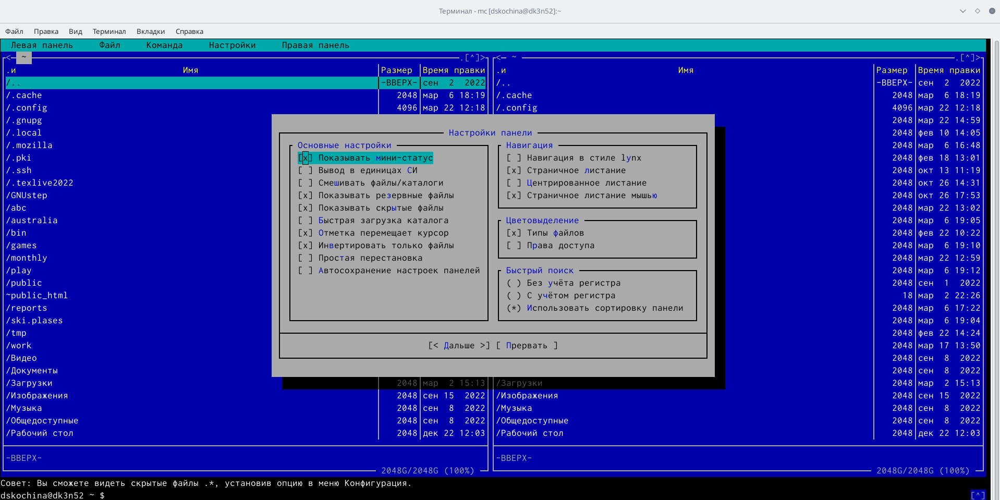 Терминал - mc [dskochina@dk3n52]:~
Файл Правка Вид Терминал Вкладки Справка
Левая панель Файл Команда Настройки Правая панель
<─ ~ .[^]> <─ ~ .[^]>
.и Имя Размер Время правки .и Имя Размер Время правки
/.. -ВВЕРХ- сен 2 2022 /.. -ВВЕРХ- сен 2 2022
/.cache 2048 мар 6 18:19 /.cache 2048 мар 6 18:19
/.config 4096 мар 22 12:18 /.config 4096 мар 22 12:18
/.gnupg 2048 мар 22 14:59
/.local Настройки панели 2048 фев 10 14:05
/.mozilla Основные настройки Навигация 2048 мар 6 16:48
/.pki [x] Показывать мини-статус [ ] Навигация в стиле lynx 2048 фев 18 13:01
/.ssh [ ] Вывод в единицах СИ [x] Страничное листание 2048 окт 13 11:19
/.texlive2022 [ ] Смешивать файлы/каталоги [ ] Центрированное листание 2048 окт 26 14:31
/GNUstep [x] Показывать резервные файлы [x] Страничное листание мышью 2048 окт 26 17:53
/abc [x] Показывать скрытые файлы 2048 мар 22 13:02
/australia [ ] Быстрая загрузка каталога Цветовыделение 2048 мар 6 19:05
/bin [x] Отметка перемещает курсор [x] Типы файлов 2048 фев 22 10:22
/games [x] Инвертировать только файлы [ ] Права доступа 2048 мар 6 19:10
/monthly [ ] Простая перестановка 2048 мар 22 12:59
/play [ ] Автосохранение настроек панелей Быстрый поиск 2048 мар 6 19:12
/public ( ) Без учёта регистра 2048 сен 1 2022
~public_html ( ) С учётом регистра 18 мар 2 22:26
/reports (*) Использовать сортировку панели 2048 мар 6 17:22
/ski.plases 2048 мар 6 19:04
/tmp 2048 фев 22 14:24
/work [< Дальше >] [ Прервать ] 2048 мар 17 13:50
/Видео 2048 сен 8 2022
/Документы 2048 сен 8 2022
/Загрузки 2048 мар 2 15:13 /Загрузки 2048 мар 2 15:13
/Изображения 2048 сен 15 2022 /Изображения 2048 сен 15 2022
/Музыка 2048 сен 8 2022 /Музыка 2048 сен 8 2022
/Общедоступные 2048 сен 8 2022 /Общедоступные 2048 сен 8 2022
/Рабочий стол 2048 дек 22 12:03 /Рабочий стол 2048 дек 22 12:03
-ВВЕРХ- -ВВЕРХ-
2048G/2048G (100%) 2048G/2048G (100%)
Совет: Вы сможете видеть скрытые файлы .*, установив опцию в меню Конфигурация.
dskochina@dk3n52 ~ $ [^]